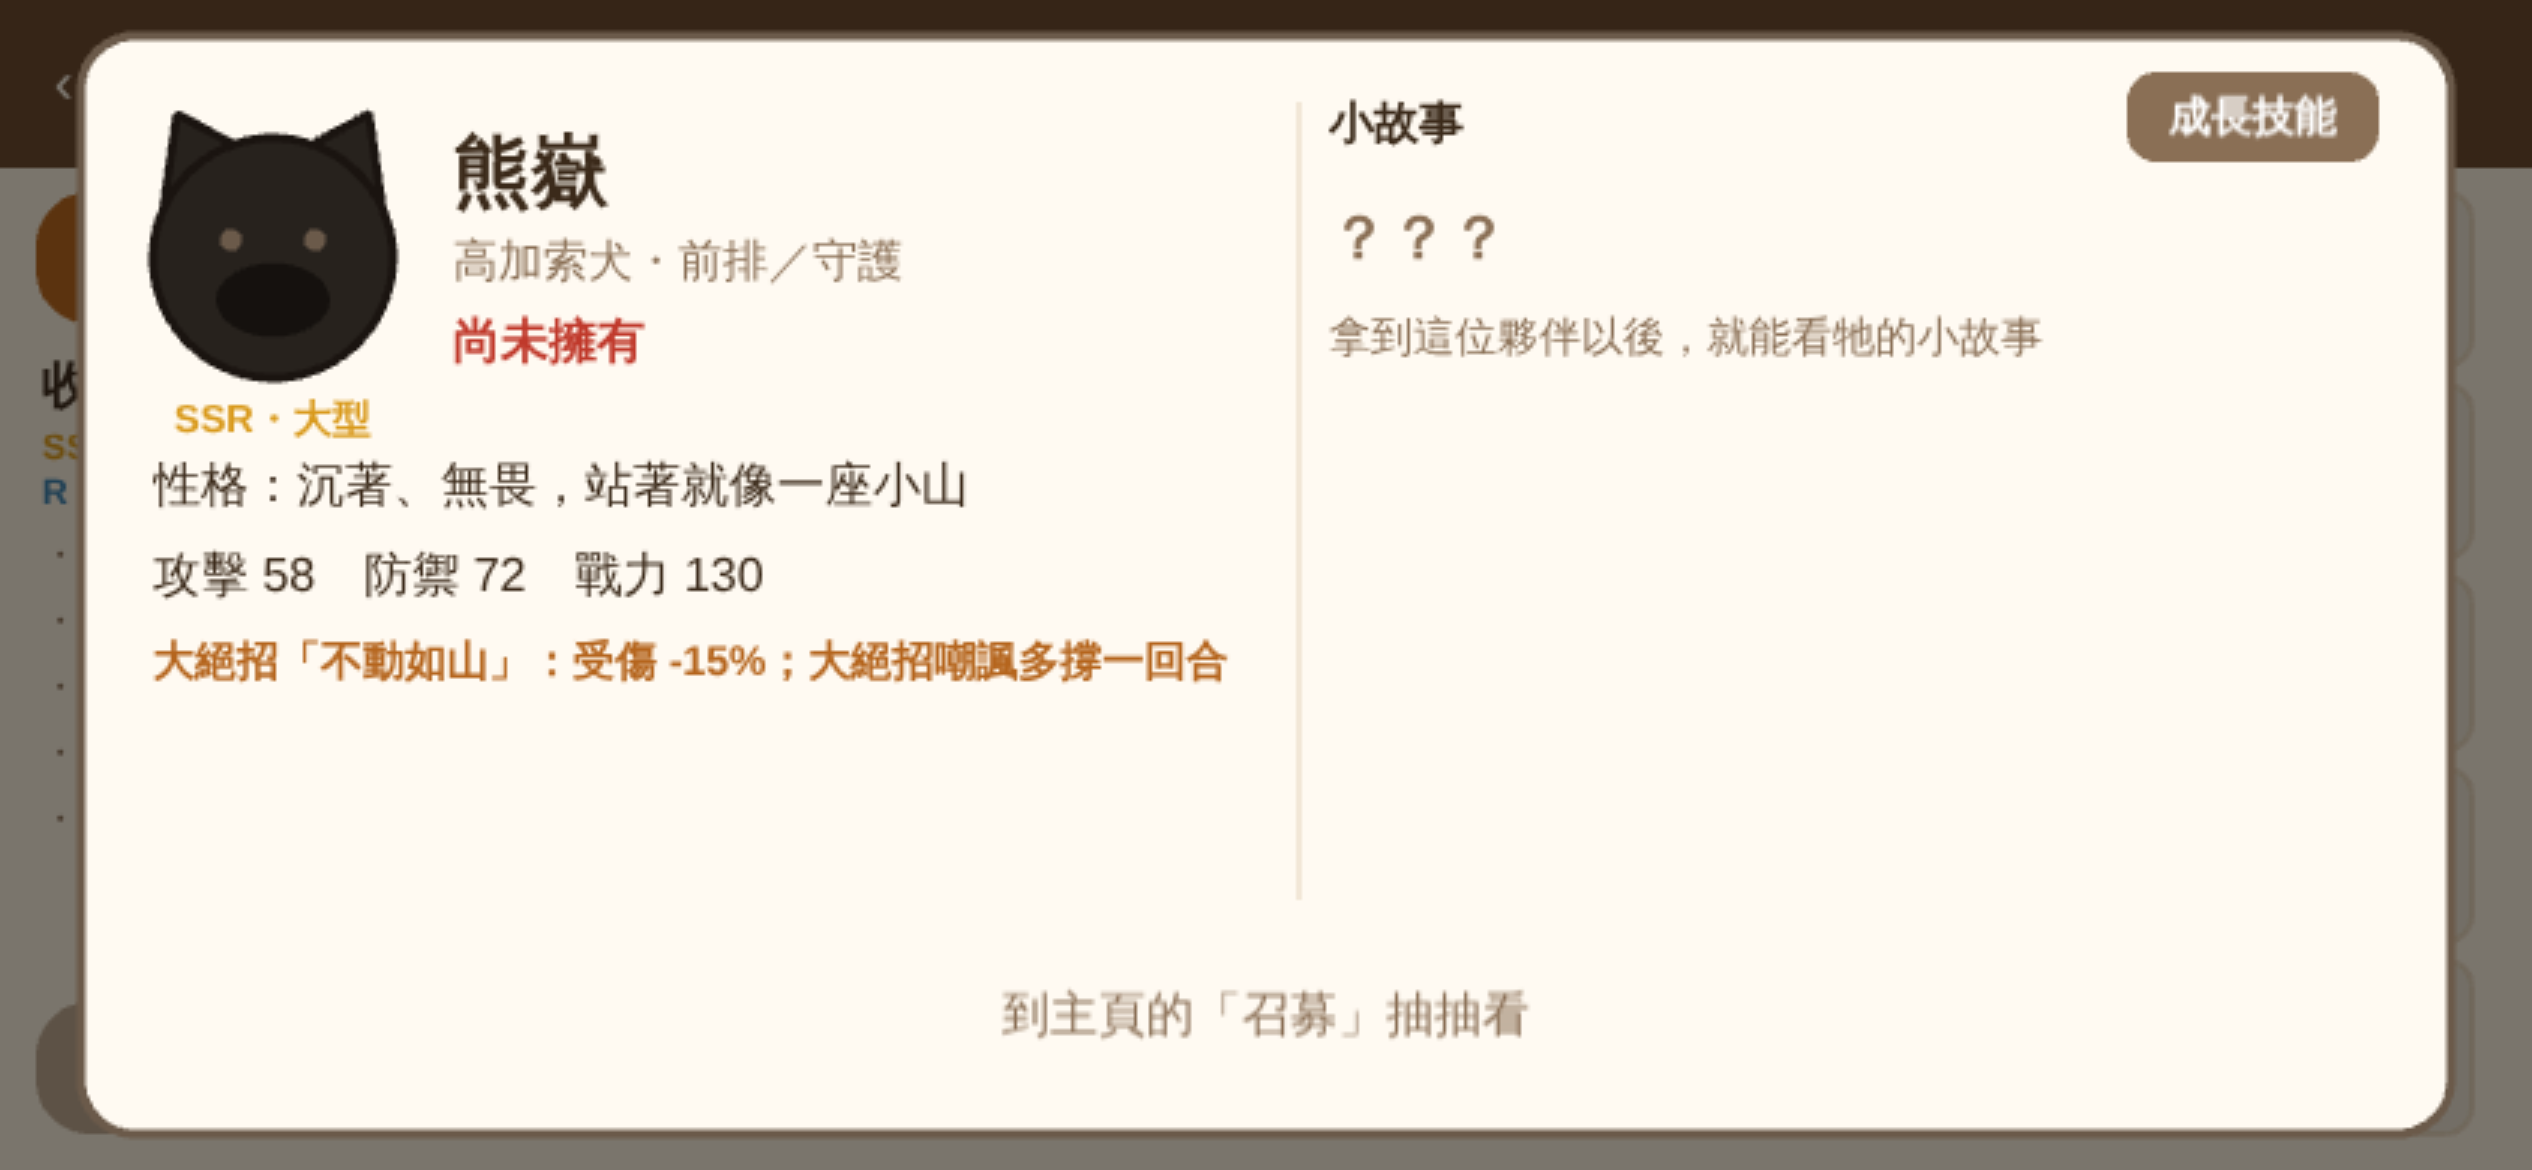 ‹
熊嶽
高加索犬・前排／守護
尚未擁有
SSR・大型
性格：沉著、無畏，站著就像一座小山
攻擊 58　防禦 72　戰力 130
大絕招「不動如山」：受傷 -15%；大絕招嘲諷多撐一回合
小故事
？？？
拿到這位夥伴以後，就能看牠的小故事
成長技能
到主頁的「召募」抽抽看
收
R